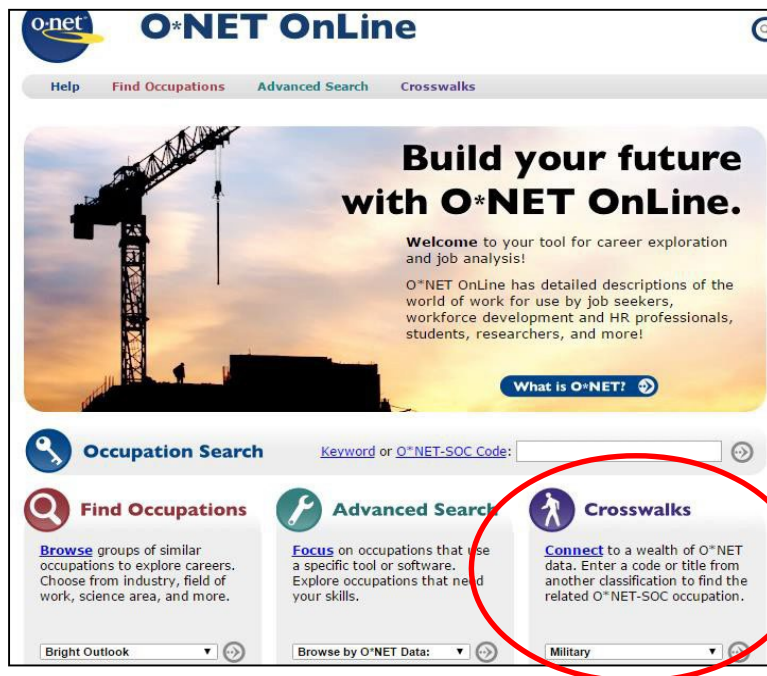 o·net
O*NET OnLine
Help Find Occupations Advanced Search Crosswalks
Build your future
with O*NET OnLine.
Welcome to your tool for career exploration
and job analysis!
O*NET OnLine has detailed descriptions of the
world of work for use by job seekers,
workforce development and HR professionals,
students, researchers, and more!
What is O*NET?
Occupation Search Keyword or O*NET-SOC Code:
Find Occupations
Browse groups of similar
occupations to explore careers.
Choose from industry, field of
work, science area, and more.
Bright Outlook
Advanced Search
Focus on occupations that use
a specific tool or software.
Explore occupations that need
your skills.
Browse by O*NET Data:
Crosswalks
Connect to a wealth of O*NET
data. Enter a code or title from
another classification to find the
related O*NET-SOC occupation.
Military